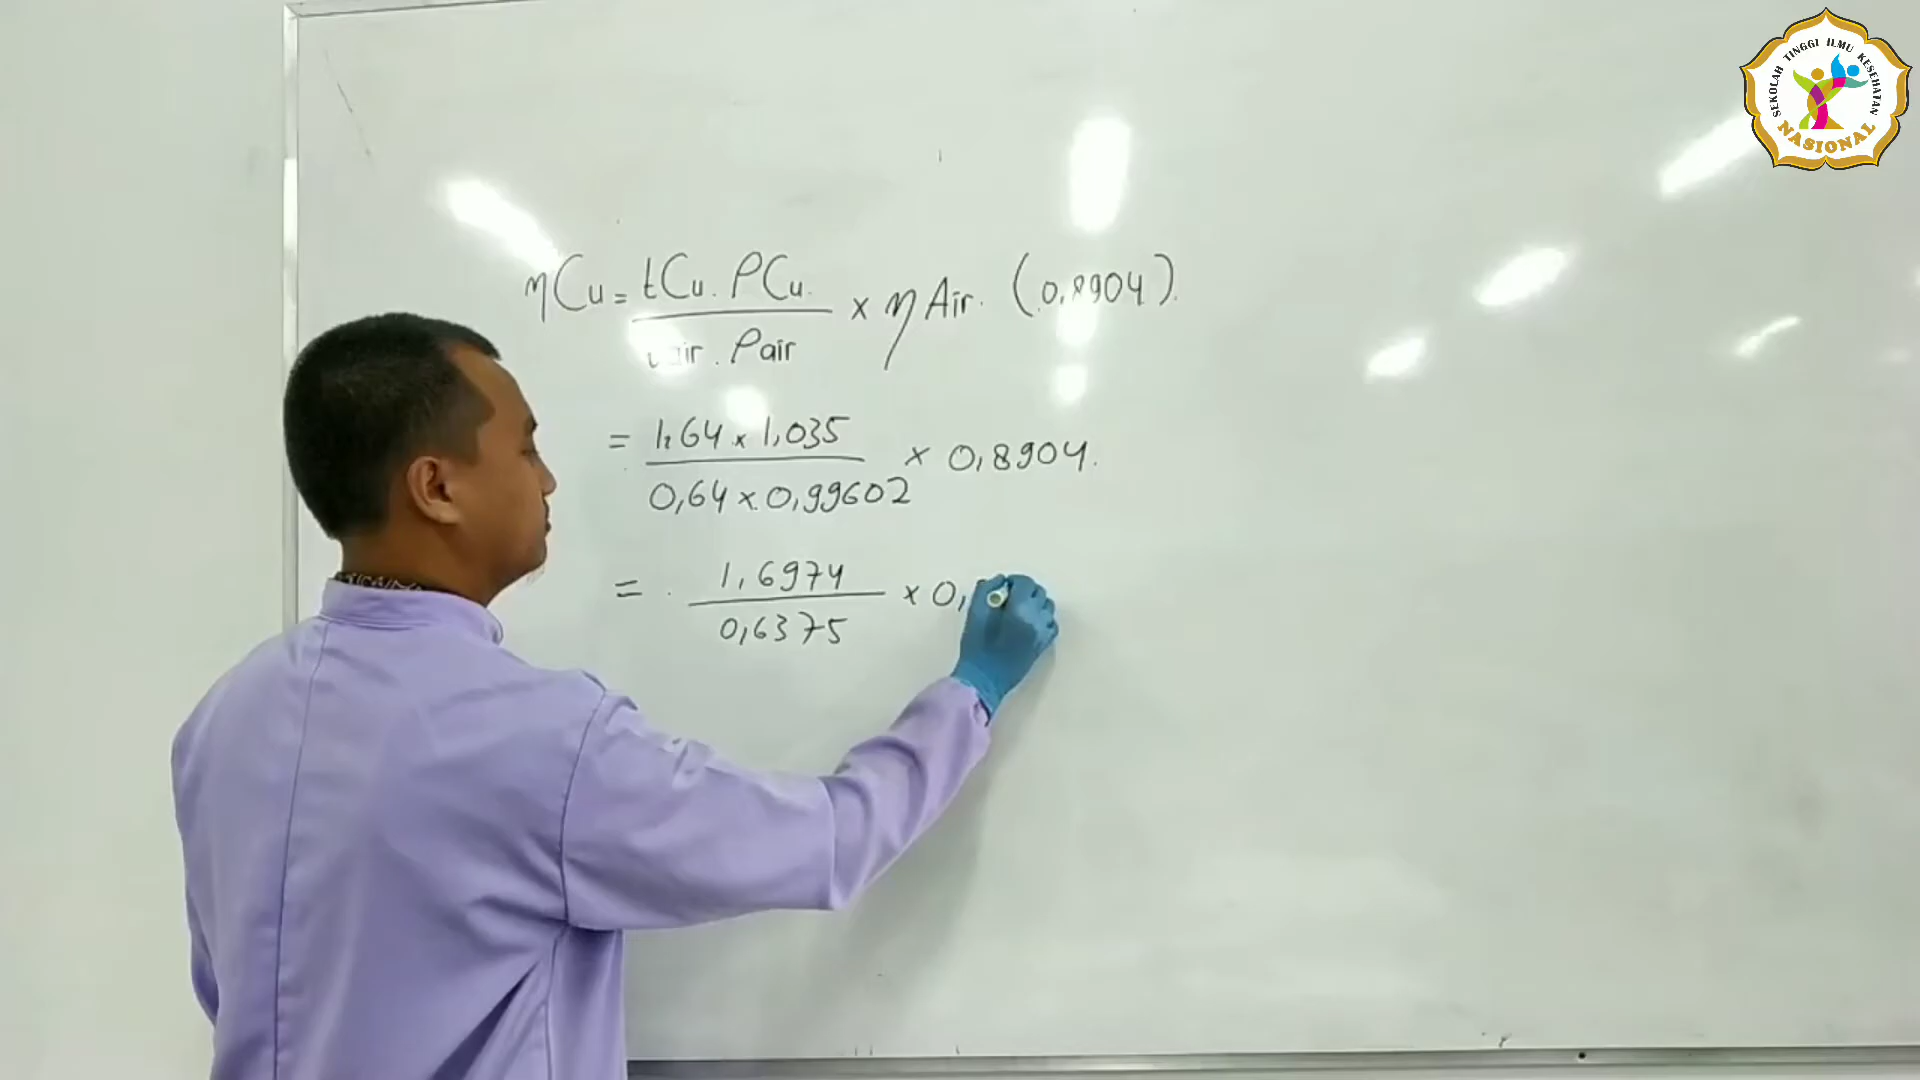 SEKOLAH TINGGI ILMU KESEHATAN
NASIONAL
ηCu = tCu . ρCu.
air . ρair
× η Air. (0,8904).
= 1,64 × 1,035
0,64 × 0,99602
× 0,8904.
= 1,6974
0,6375
× 0,